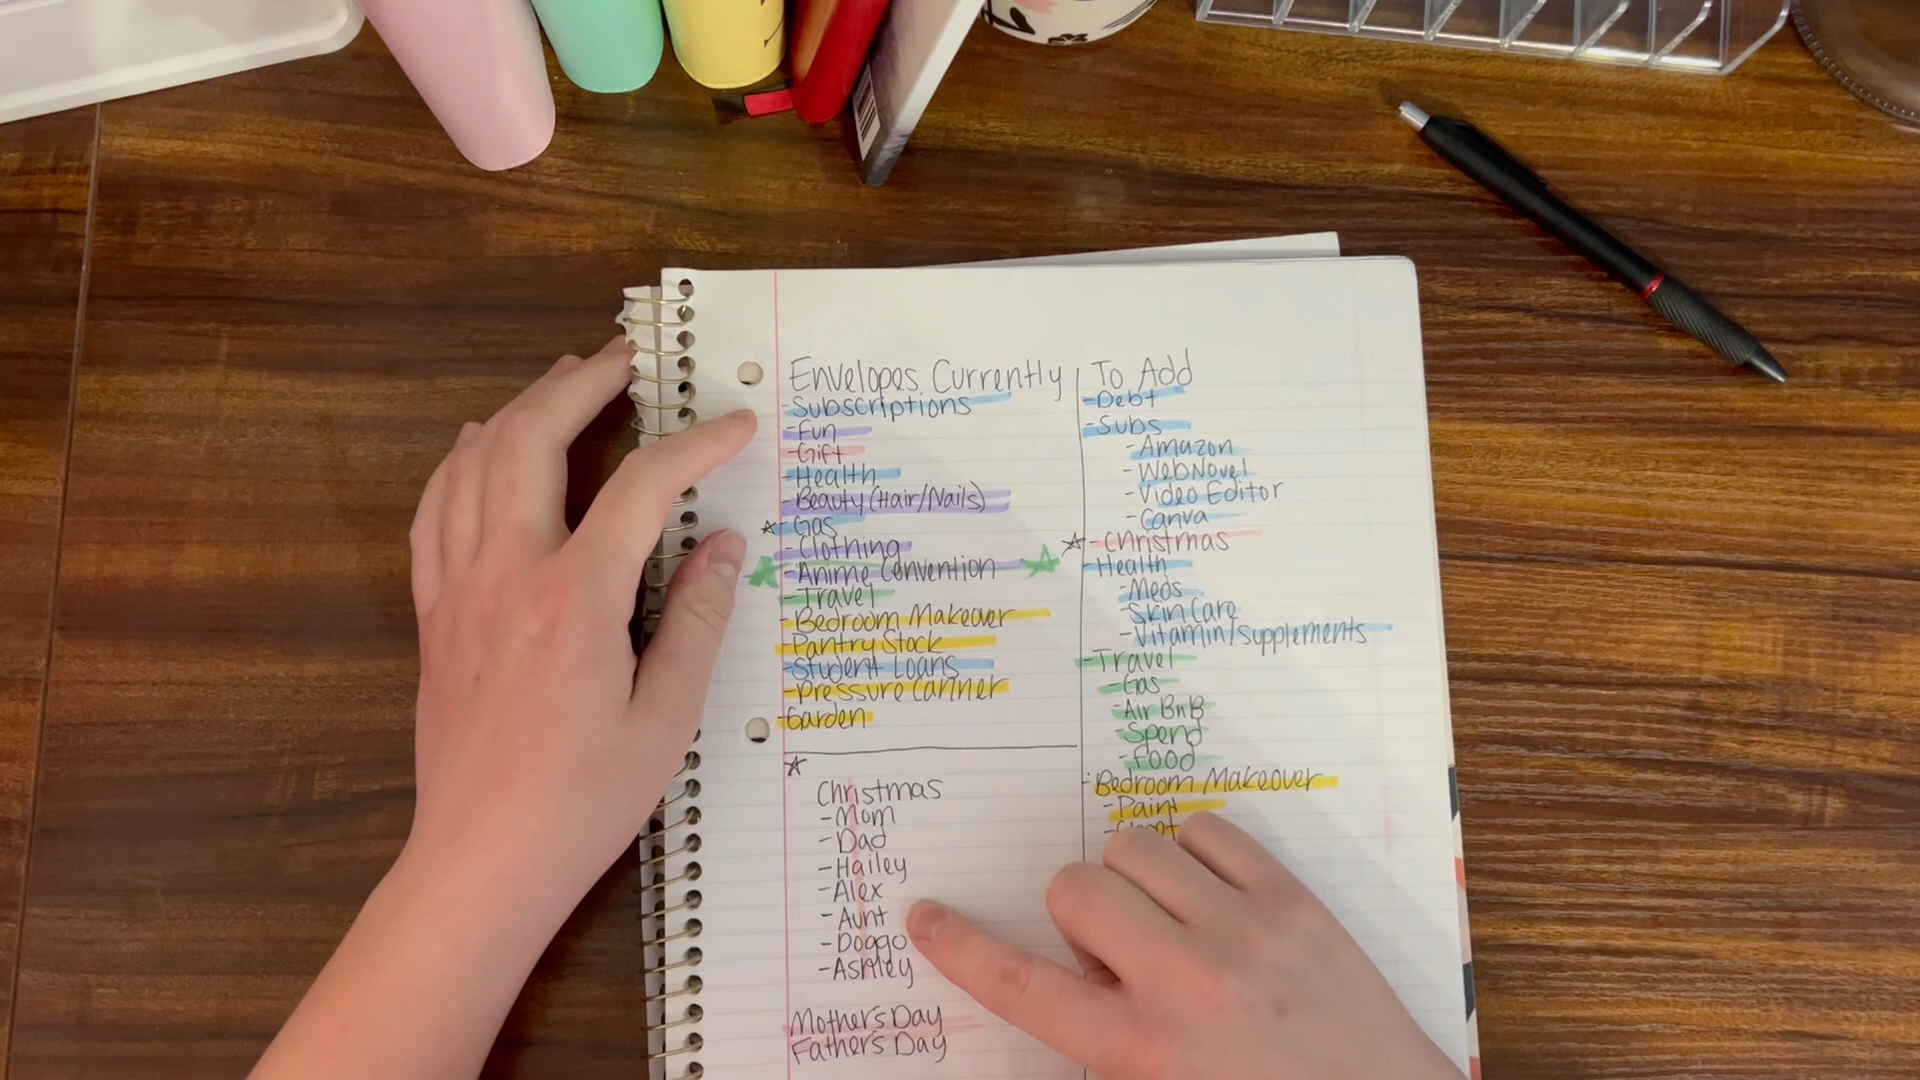 Envelopes Currently
-Subscriptions
-Fun
-Gift
-Health
-Beauty (Hair/Nails)
☆-Gas
-Clothing
★-Anime Convention ★
-Travel
-Bedroom Makeover
-Pantry Stock
-Student Loans
-Pressure Canner
-Garden
☆
Christmas
-Mom
-Dad
-Hailey
-Alex
-Aunt
-Doggo
-Ashley
Mother's Day
Father's Day
To Add
-Debt
-Subs
-Amazon
-WebNovel
-Video Editor
-Canva
☆-Christmas
-Health
-Meds
-Skin Care
-Vitamin/Supplements
-Travel
-Gas
-Air BnB
-Spend
-Food
-Bedroom Makeover
-Paint